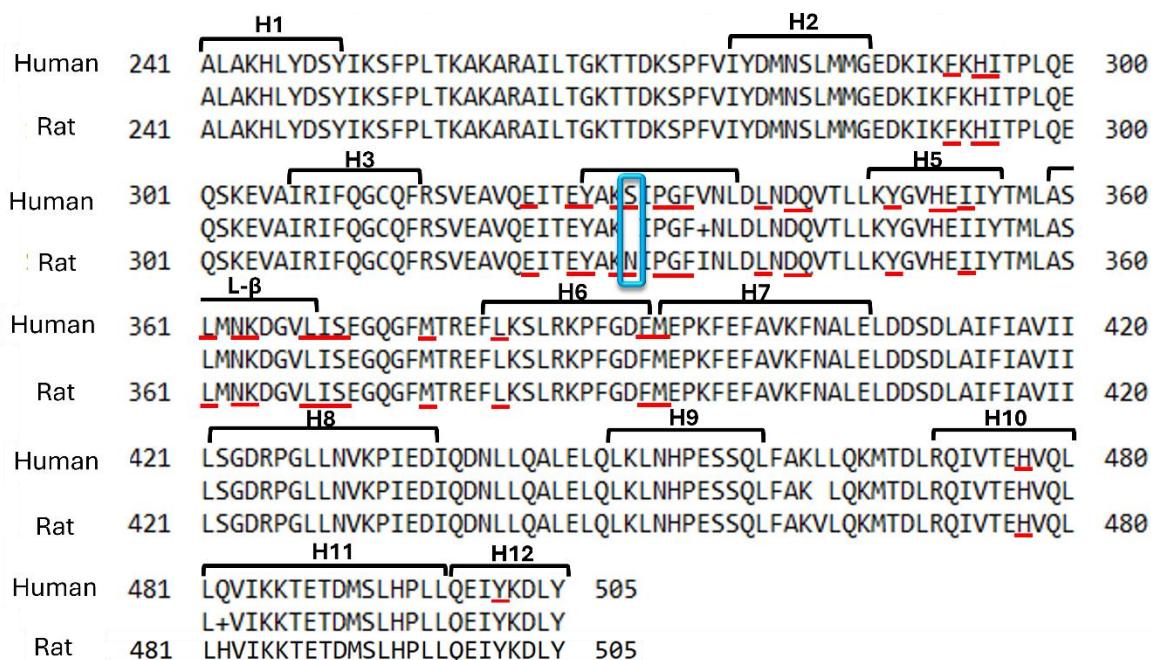 H1 H2
Human 241 ALAKHLYDSYIKSFPLTKAKARAILTGKTTDKSPFVIYDMNSLMMGEDKIKFKHITPLQE 300
ALAKHLYDSYIKSFPLTKAKARAILTGKTTDKSPFVIYDMNSLMMGEDKIKFKHITPLQE
Rat 241 ALAKHLYDSYIKSFPLTKAKARAILTGKTTDKSPFVIYDMNSLMMGEDKIKFKHITPLQE 300
H3 H5
Human 301 QSKEVAIRIFQGCQFRSVEAVQEITEYAKSIPGFVNLDLNDQVTLLKYGVHEIIYTMLAS 360
QSKEVAIRIFQGCQFRSVEAVQEITEYAK IPGF+NLDLNDQVTLLKYGVHEIIYTMLAS
Rat 301 QSKEVAIRIFQGCQFRSVEAVQEITEYAKNIPGFINLDLNDQVTLLKYGVHEIIYTMLAS 360
L-β H6 H7
Human 361 LMNKDGVLISEGQGFMTREFLKSLRKPFGDFMEPKFEFAVKFNALELDDSDLAIFIAVII 420
LMNKDGVLISEGQGFMTREFLKSLRKPFGDFMEPKFEFAVKFNALELDDSDLAIFIAVII
Rat 361 LMNKDGVLISEGQGFMTREFLKSLRKPFGDFMEPKFEFAVKFNALELDDSDLAIFIAVII 420
H8 H9 H10
Human 421 LSGDRPGLLNVKPIEDIQDNLLQALELQLKLNHPESSQLFAKLLQKMTDLRQIVTEHVQL 480
LSGDRPGLLNVKPIEDIQDNLLQALELQLKLNHPESSQLFAK LQKMTDLRQIVTEHVQL
Rat 421 LSGDRPGLLNVKPIEDIQDNLLQALELQLKLNHPESSQLFAKVLQKMTDLRQIVTEHVQL 480
H11 H12
Human 481 LQVIKKTETDMSLHPLLQEIYKDLY 505
L+VIKKTETDMSLHPLLQEIYKDLY
Rat 481 LHVIKKTETDMSLHPLLQEIYKDLY 505